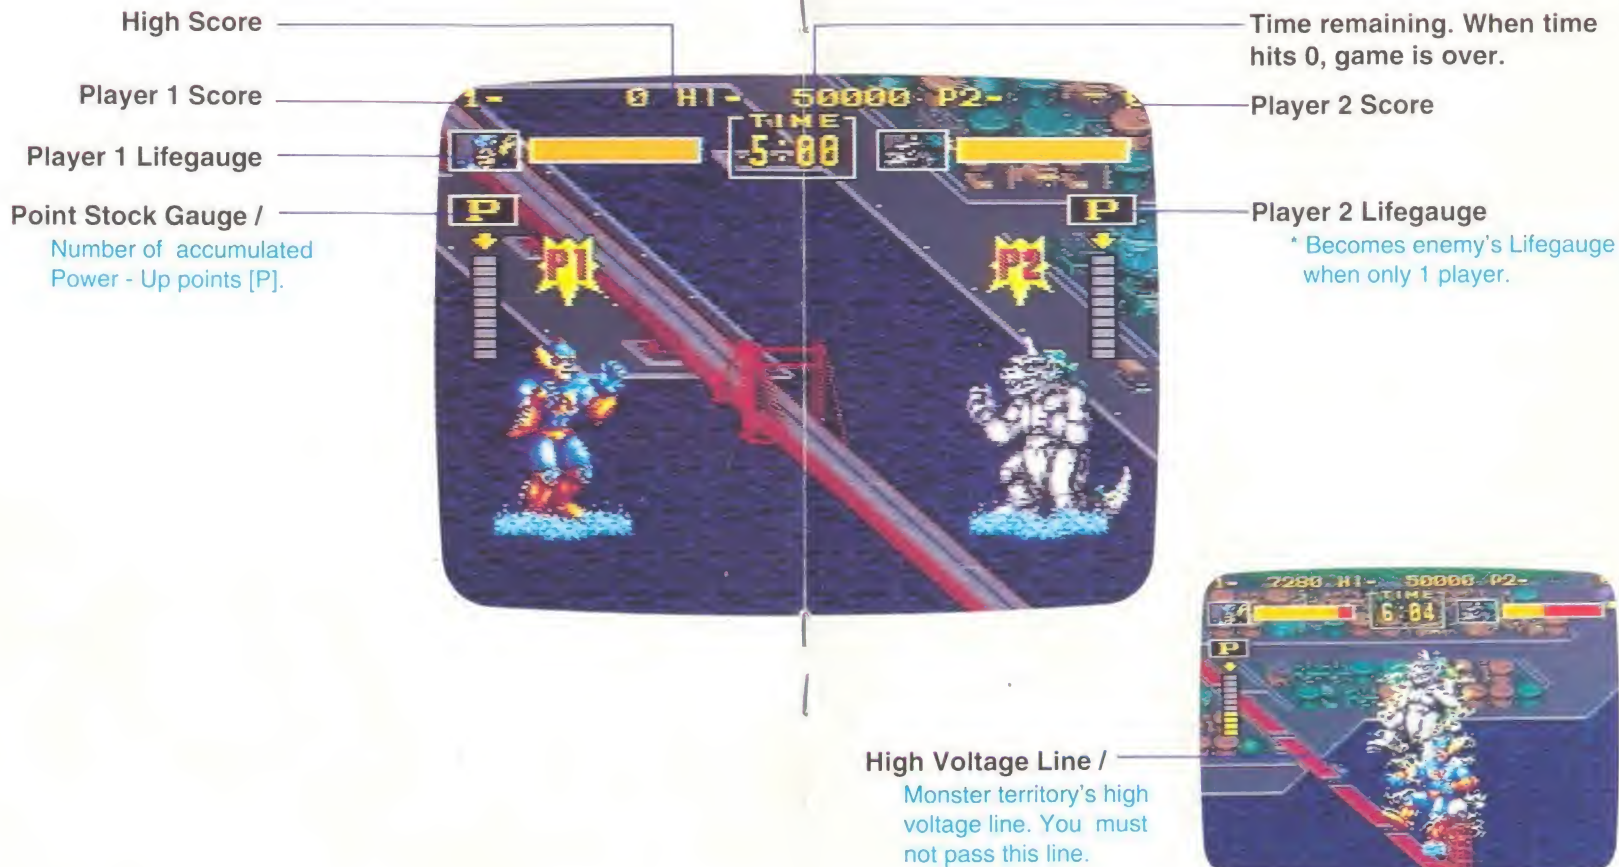 High Score
Player 1 Score
Player 1 Lifegauge
Point Stock Gauge /
Number of accumulated
Power - Up points [P].
Time remaining. When time
hits 0, game is over.
Player 2 Score
Player 2 Lifegauge
* Becomes enemy's Lifegauge
when only 1 player.
1- 0 HI- 50000 P2-
TIME
5:00
P P
P1 P2
1- 7280 HI- 50000 P2-
TIME
6:04
P
High Voltage Line /
Monster territory's high
voltage line. You must
not pass this line.